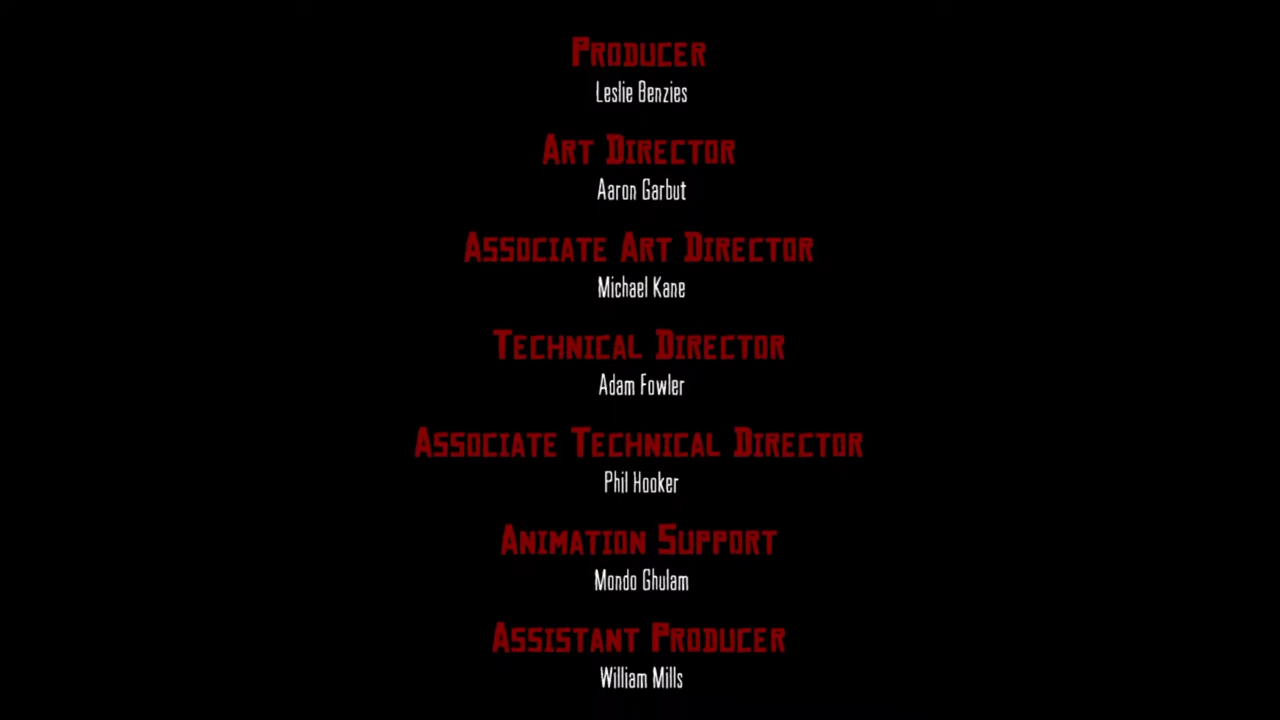 Producer
Leslie Benzies
Art Director
Aaron Garbut
Associate Art Director
Michael Kane
Technical Director
Adam Fowler
Associate Technical Director
Phil Hooker
Animation Support
Mondo Ghulam
Assistant Producer
William Mills